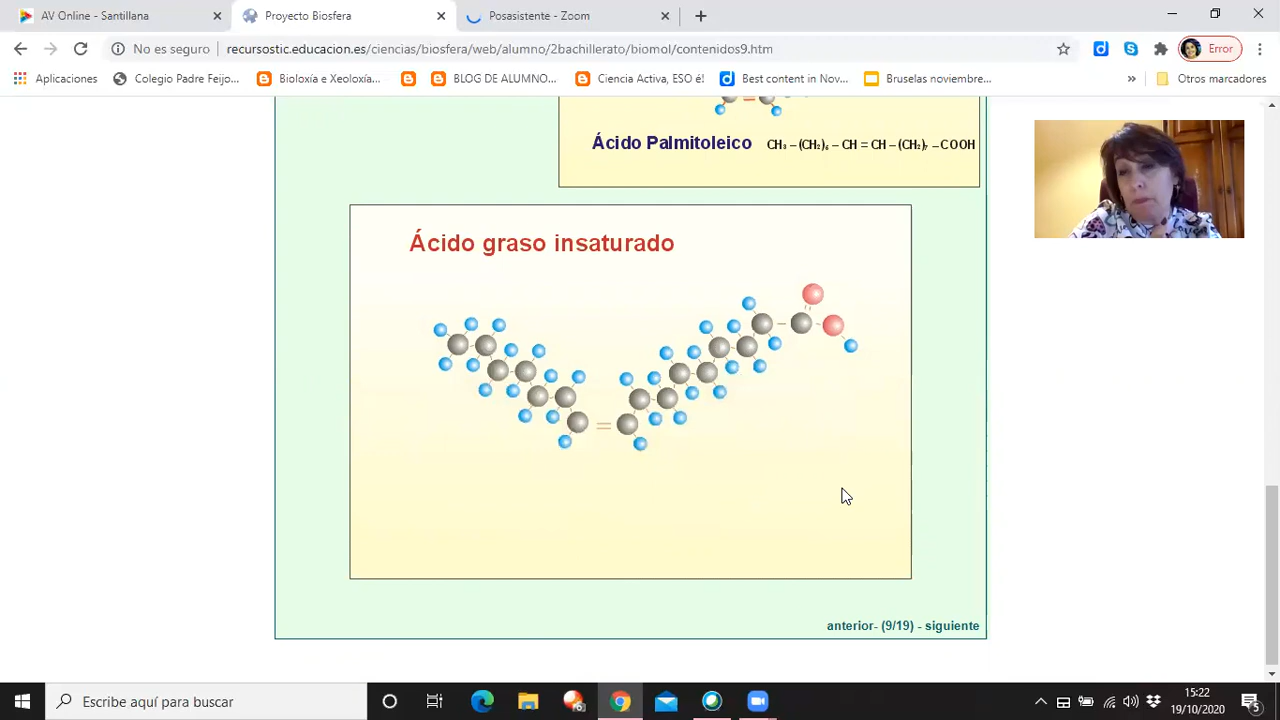 AV Online - Santillana
Proyecto Biosfera
Posasistente - Zoom
No es seguro
recursostic.educacion.es/ciencias/biosfera/web/alumno/2bachillerato/biomol/contenidos9.htm
Error
Aplicaciones
Colegio Padre Feijo...
Bioloxía e Xeoloxía...
BLOG DE ALUMNO...
Ciencia Activa, ESO é!
Best content in Nov...
Bruselas noviembre...
»
Otros marcadores
Ácido Palmitoleico CH₃ – (CH₂)₅ – CH = CH – (CH₂)₇ – COOH
Ácido graso insaturado
=
anterior- (9/19) - siguiente
Escribe aquí para buscar
15:22
19/10/2020
5